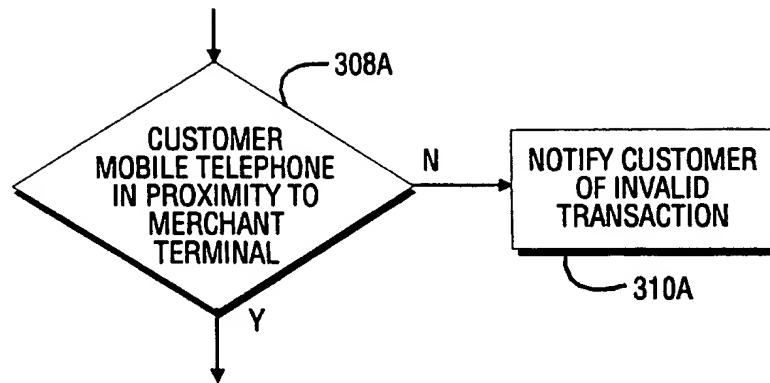 308A
CUSTOMER
MOBILE TELEPHONE
IN PROXIMITY TO
MERCHANT
TERMINAL
N
NOTIFY CUSTOMER
OF INVALID
TRANSACTION
310A
Y